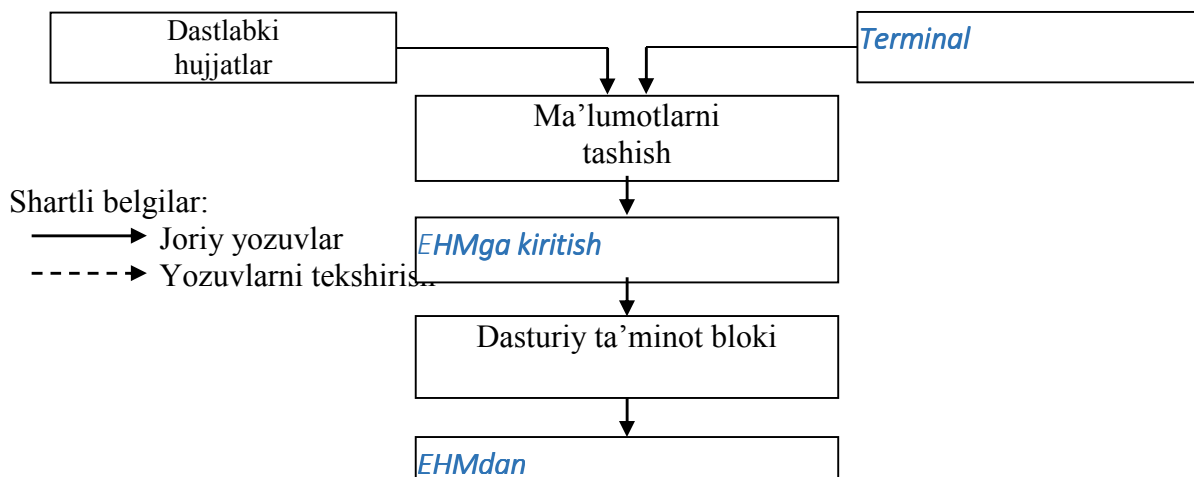 Dastlabki
hujjatlar
Terminal
Ma’lumotlarni
tashish
Shartli belgilar:
Joriy yozuvlar
Yozuvlarni tekshirish
EHMga kiritish
Dasturiy ta’minot bloki
EHMdan